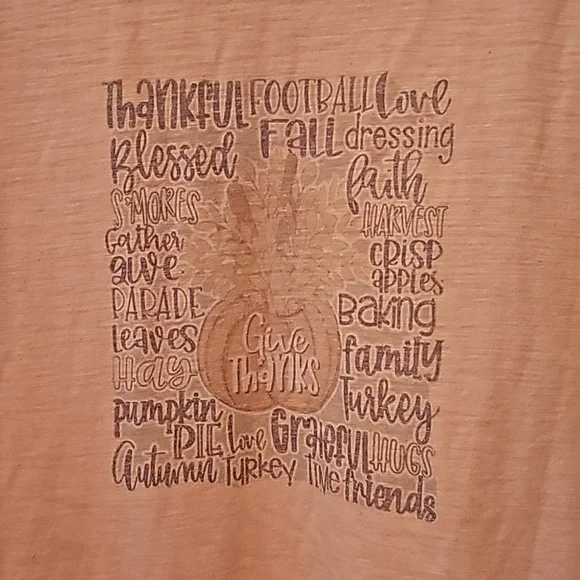 Thankful FOOTBALL love
Blessed FALL dressing
faith
S'MORES HARVEST
Gather CRISP
give apples
PARADE Baking
leaves Give family
Hay Thanks
pumpkin Turkey
PIE love Grateful HUGS
Autumn Turkey time friends